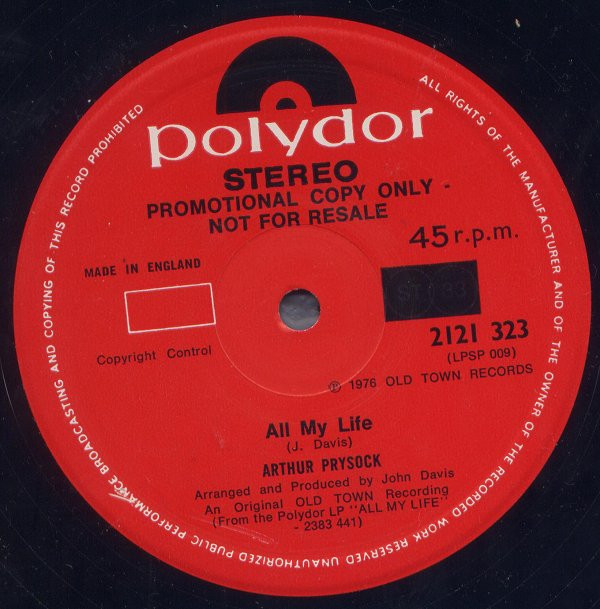 polydor
STEREO
PROMOTIONAL COPY ONLY -
NOT FOR RESALE
45 r.p.m.
MADE IN ENGLAND
STEREO
Copyright Control
2121 323
(LPSP 009)
℗ 1976 OLD TOWN RECORDS
All My Life
(J. Davis)
ARTHUR PRYSOCK
Arranged and Produced by John Davis
An Original OLD TOWN Recording
(From the Polydor LP "ALL MY LIFE"
- 2383 441)
ALL RIGHTS OF THE MANUFACTURER AND OF THE OWNER OF THE RECORDED WORK RESERVED UNAUTHORIZED PUBLIC PERFORMANCE BROADCASTING AND COPYING OF THIS RECORD PROHIBITED